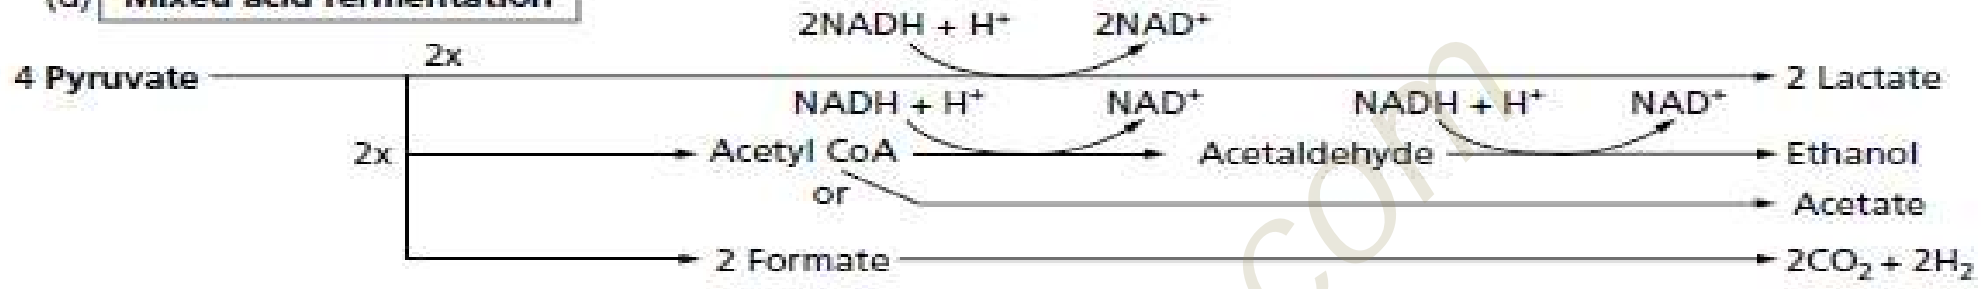 (d) Mixed acid fermentation
2NADH + H⁺ 2NAD⁺
2x
4 Pyruvate 2 Lactate
NADH + H⁺ NAD⁺ NADH + H⁺ NAD⁺
2x Acetyl CoA Acetaldehyde Ethanol
or
Acetate
2 Formate 2CO₂ + 2H₂
com